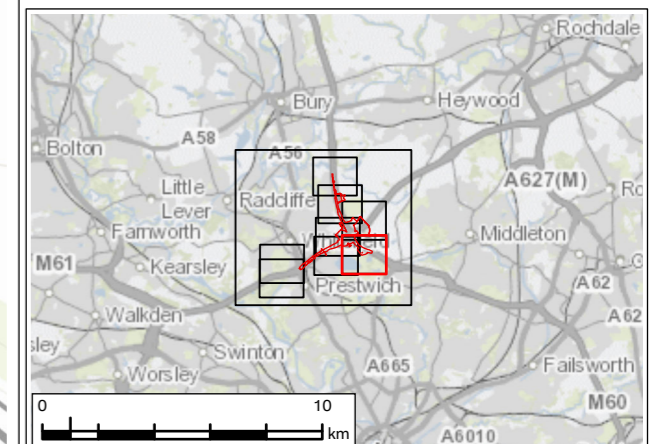 Rochdale
Bury
Heywood
A58
A56
Bolton
A627(M)
Little
Lever
Radcliffe
Farnworth
Middleton
M61
Kearsley
A62
Prestwich
Walkden
A62
Swinton
A665
Failsworth
Worsley
M60
0
10
km
A6010